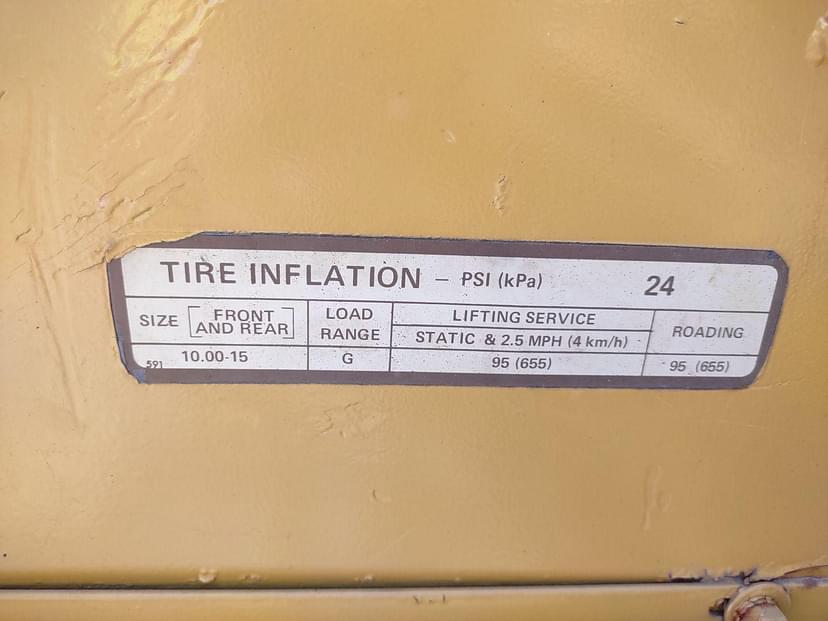 TIRE INFLATION – PSI (kPa) 24
SIZE [FRONT AND REAR] LOAD RANGE LIFTING SERVICE ROADING
STATIC & 2.5 MPH (4 km/h)
591 10.00-15 G 95 (655) 95 (655)